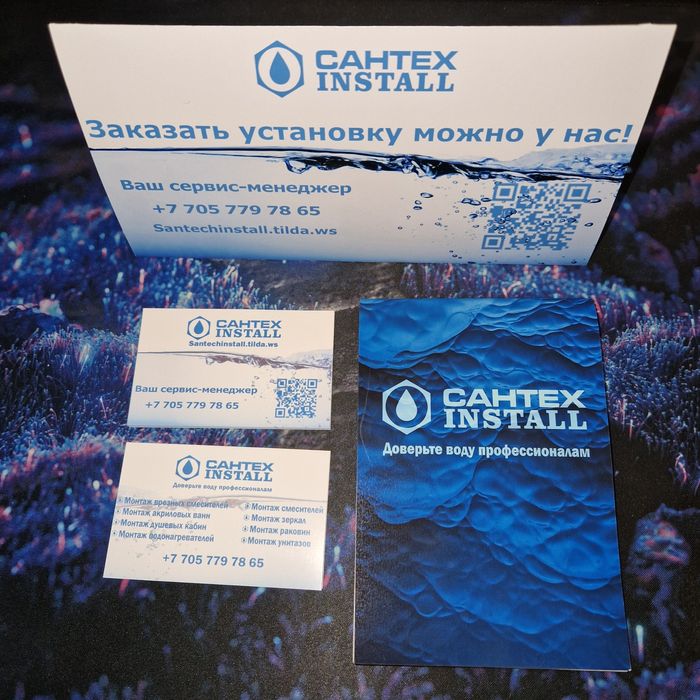 САНТЕХ
INSTALL
Заказать установку можно у нас!
Ваш сервис-менеджер
+7 705 779 78 65
Santechinstall.tilda.ws
САНТЕХ
INSTALL
Santechinstall.tilda.ws
Ваш сервис-менеджер
+7 705 779 78 65
САНТЕХ
INSTALL
Доверьте воду профессионалам
Монтаж врезных смесителей
Монтаж акриловых ванн
Монтаж душевых кабин
Монтаж водонагревателей
Монтаж смесителей
Монтаж зеркал
Монтаж раковин
Монтаж унитазов
+7 705 779 78 65
САНТЕХ
INSTALL
Доверьте воду профессионалам